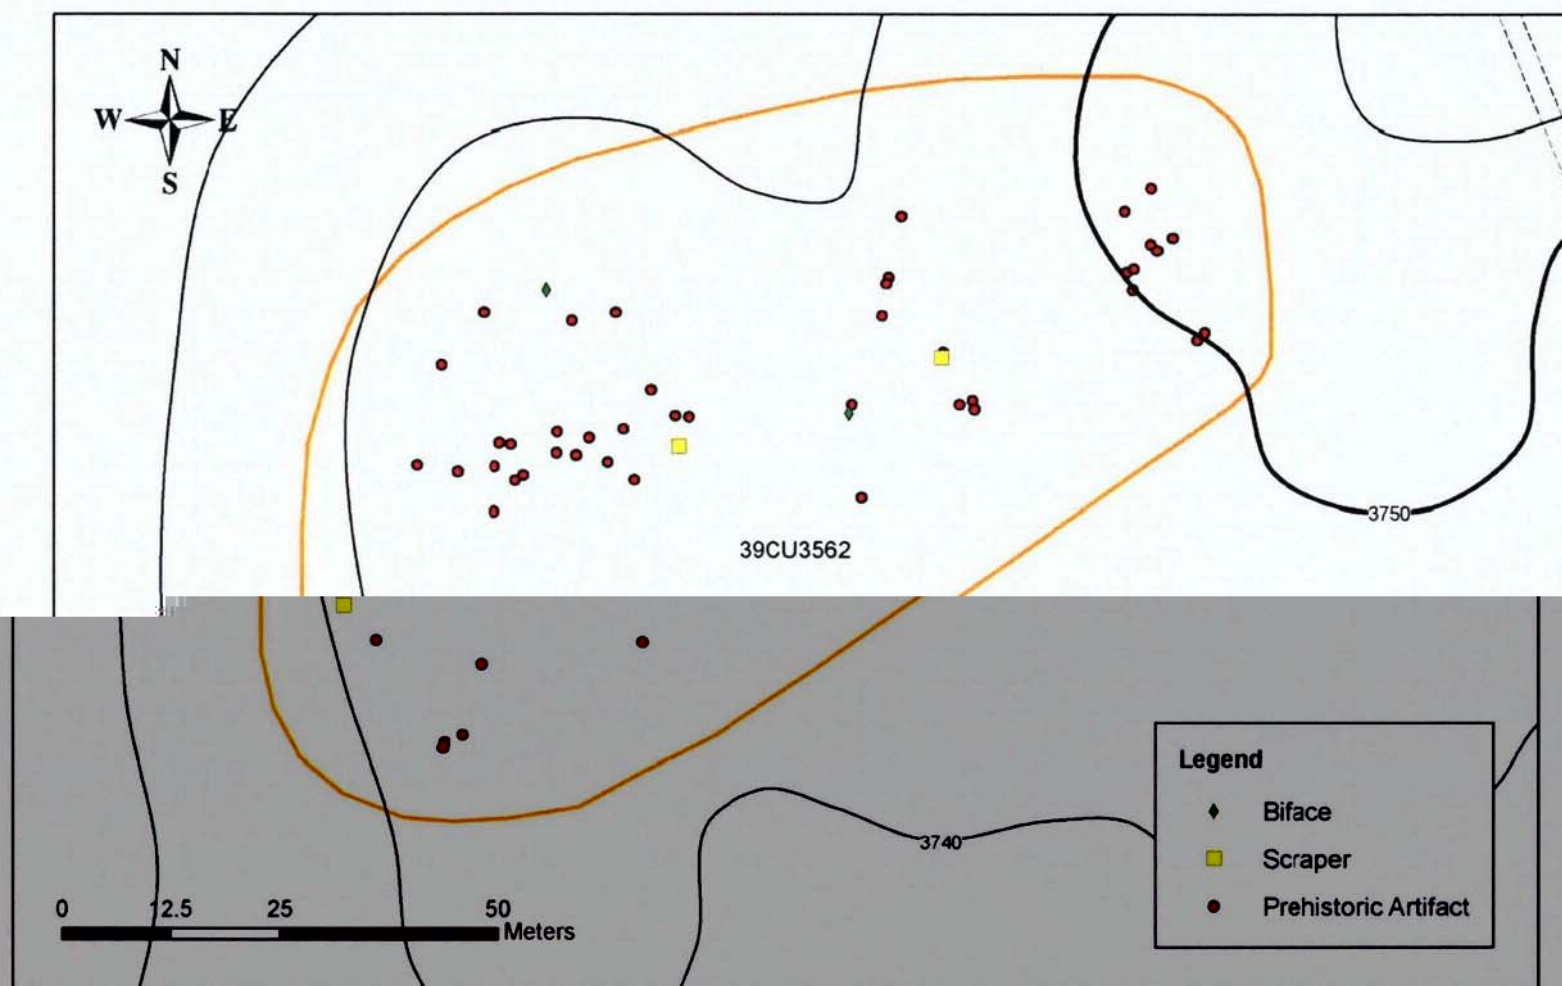 N
W E
S
39CU3562
3750
Legend
Biface
3740
Scraper
0 12.5 25 50
Prehistoric Artifact
Meters